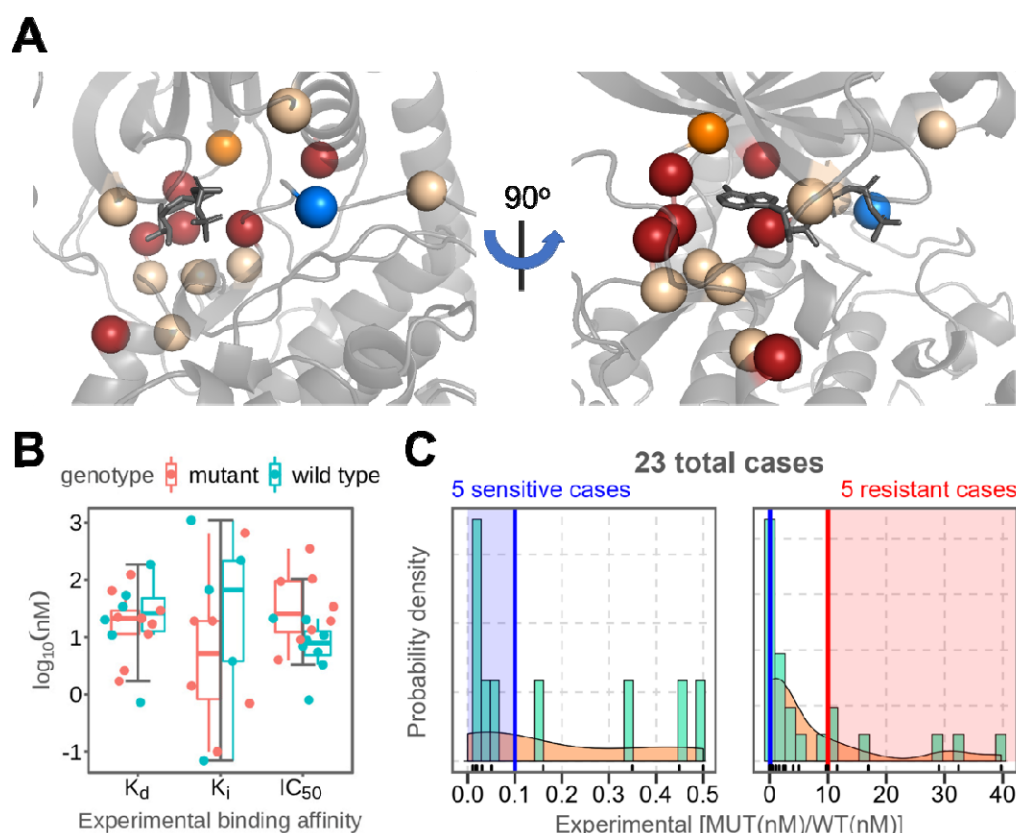 A
90º
B
genotype mutant wild type
log10(nM)
3
2
1
0
-1
Kd Ki IC50
Experimental binding affinity
C
23 total cases
5 sensitive cases 5 resistant cases
Probability density
0.0 0.1 0.2 0.3 0.4 0.5 0 10 20 30 40
Experimental [MUT(nM)/WT(nM)]